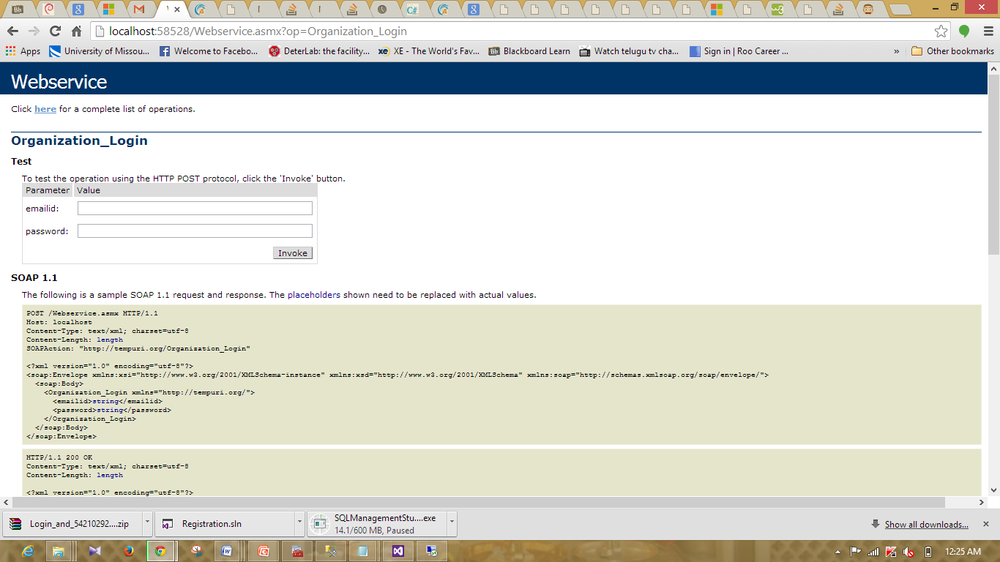 localhost:58528/Webservice.asmx?op=Organization_Login
Apps
University of Missou...
Welcome to Facebo...
DeterLab: the facility...
XE - The World's Fav...
Bb Blackboard Learn
Watch telugu tv cha...
Sign in | Roo Career ...
»
Other bookmarks
Webservice
Click here for a complete list of operations.
Organization_Login
Test
To test the operation using the HTTP POST protocol, click the 'Invoke' button.
Parameter Value
emailid:
password:
Invoke
SOAP 1.1
The following is a sample SOAP 1.1 request and response. The placeholders shown need to be replaced with actual values.
POST /Webservice.asmx HTTP/1.1
Host: localhost
Content-Type: text/xml; charset=utf-8
Content-Length: length
SOAPAction: "http://tempuri.org/Organization_Login"
<?xml version="1.0" encoding="utf-8"?>
<soap:Envelope xmlns:xsi="http://www.w3.org/2001/XMLSchema-instance" xmlns:xsd="http://www.w3.org/2001/XMLSchema" xmlns:soap="http://schemas.xmlsoap.org/soap/envelope/">
<soap:Body>
<Organization_Login xmlns="http://tempuri.org/">
<emailid>string</emailid>
<password>string</password>
</Organization_Login>
</soap:Body>
</soap:Envelope>
HTTP/1.1 200 OK
Content-Type: text/xml; charset=utf-8
Content-Length: length
<?xml version="1.0" encoding="utf-8"?>
Login_and_54210292....zip
Registration.sln
SQLManagementStu....exe
14.1/600 MB, Paused
Show all downloads...
12:25 AM